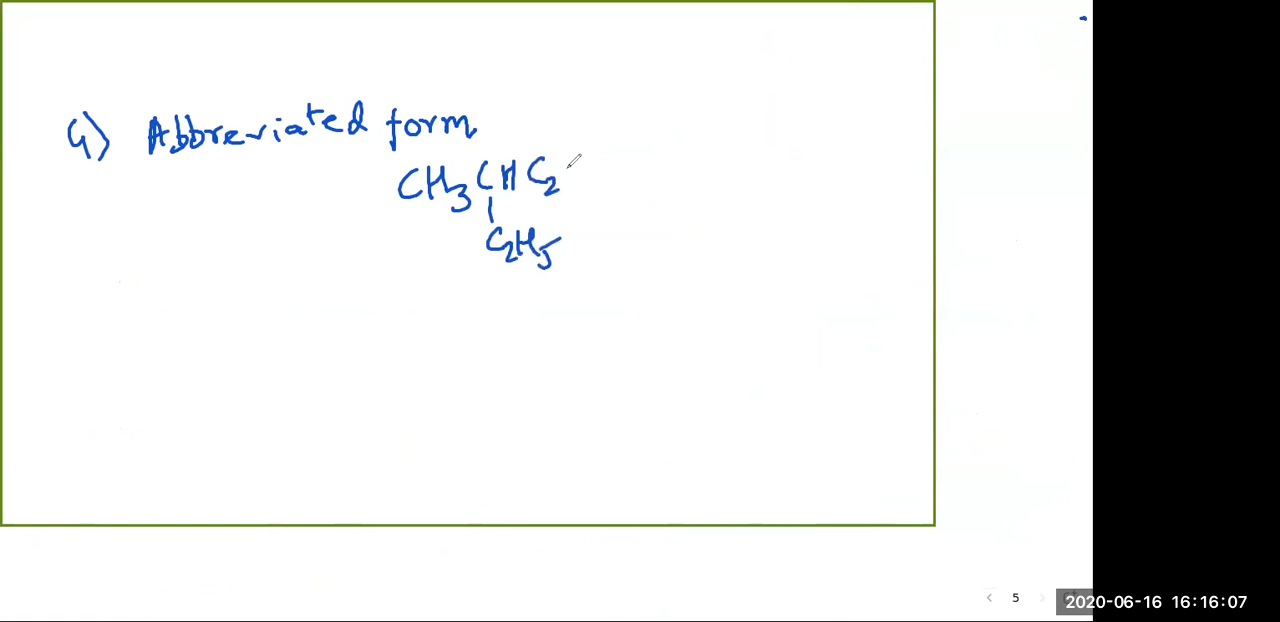 4) Abbreviated form
CH3CHC2
|
C2H5
5
2020-06-16 16:16:07